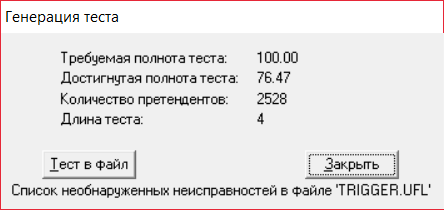 Генерация теста
Требуемая полнота теста: 100.00
Достигнутая полнота теста: 76.47
Количество претендентов: 2528
Длина теста: 4
Тест в файл Закрыть
Список необнаруженных неисправностей в файле 'TRIGGER.UFL'